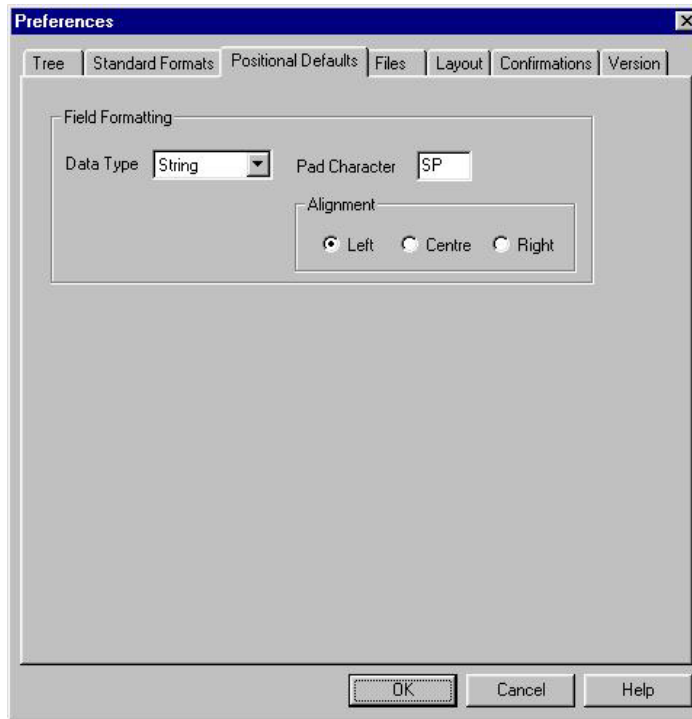 Preferences
Tree Standard Formats Positional Defaults Files Layout Confirmations Version
Field Formatting
Data Type String Pad Character SP
Alignment
Left Centre Right
OK Cancel Help